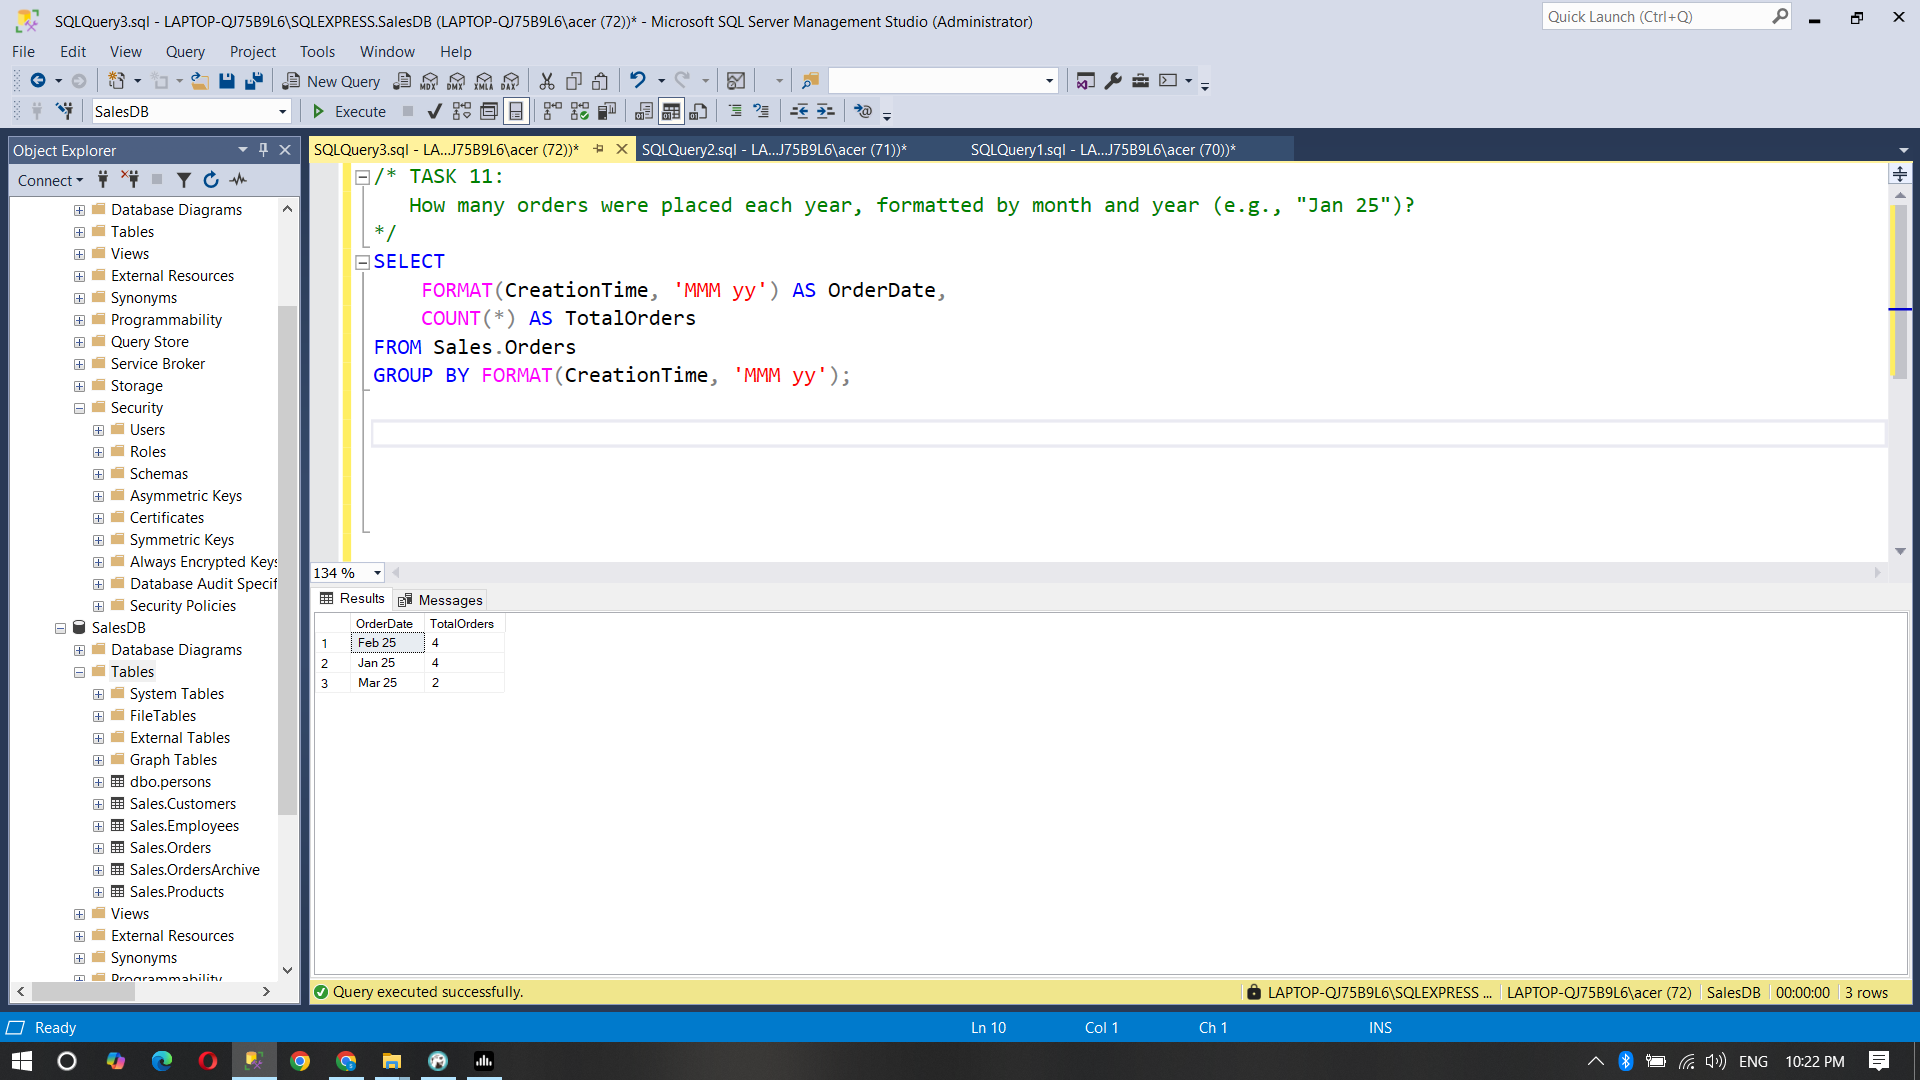 SQLQuery3.sql - LAPTOP-QJ75B9L6\SQLEXPRESS.SalesDB (LAPTOP-QJ75B9L6\acer (72))* - Microsoft SQL Server Management Studio (Administrator)
Quick Launch (Ctrl+Q)
File Edit View Query Project Tools Window Help
New Query MDX DMX XMLA DAX
SalesDB Execute
Object Explorer
SQLQuery3.sql - LA...J75B9L6\acer (72))* SQLQuery2.sql - LA...J75B9L6\acer (71))* SQLQuery1.sql - LA...J75B9L6\acer (70))*
Connect
Database Diagrams
Tables
Views
External Resources
Synonyms
Programmability
Query Store
Service Broker
Storage
Security
Users
Roles
Schemas
Asymmetric Keys
Certificates
Symmetric Keys
Always Encrypted Keys
Database Audit Specif
Security Policies
SalesDB
Database Diagrams
Tables
System Tables
FileTables
External Tables
Graph Tables
dbo.persons
Sales.Customers
Sales.Employees
Sales.Orders
Sales.OrdersArchive
Sales.Products
Views
External Resources
Synonyms
Programmability
/* TASK 11:
How many orders were placed each year, formatted by month and year (e.g., "Jan 25")?
*/
SELECT
FORMAT(CreationTime, 'MMM yy') AS OrderDate,
COUNT(*) AS TotalOrders
FROM Sales.Orders
GROUP BY FORMAT(CreationTime, 'MMM yy');
134 %
Results Messages
OrderDate TotalOrders
1 Feb 25 4
2 Jan 25 4
3 Mar 25 2
Query executed successfully.
LAPTOP-QJ75B9L6\SQLEXPRESS ... LAPTOP-QJ75B9L6\acer (72) SalesDB 00:00:00 3 rows
Ready Ln 10 Col 1 Ch 1 INS
ENG 10:22 PM